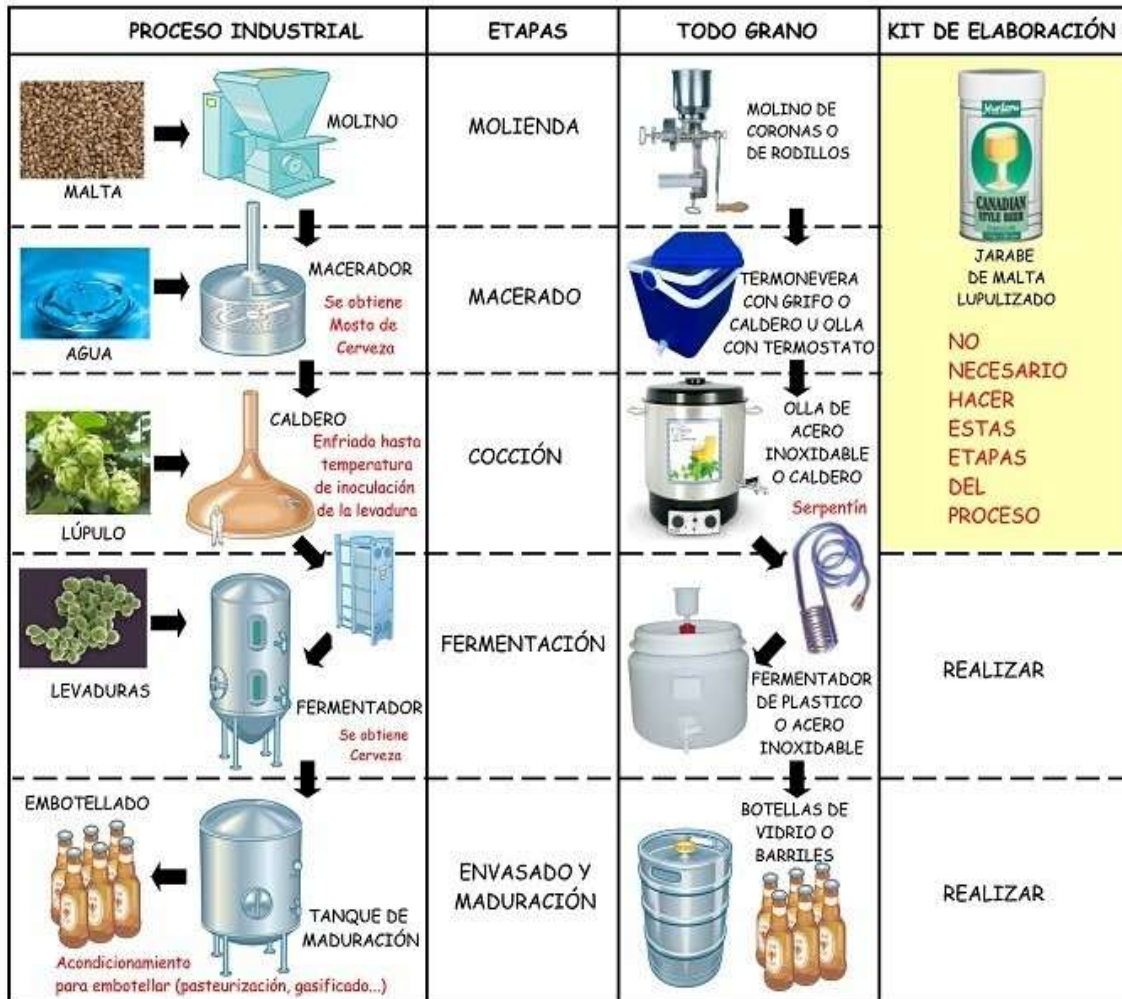 PROCESO INDUSTRIAL
ETAPAS
TODO GRANO
KIT DE ELABORACIÓN
MALTA
MOLINO
MOLIENDA
MOLINO DE
CORONAS O
DE RODILLOS
CANADIAN
STYLE BEER
JARABE
DE MALTA
LUPULIZADO
AGUA
MACERADOR
Se obtiene
Mosto de
Cerveza
MACERADO
TERMONEVERA
CON GRIFO O
CALDERO U OLLA
CON TERMOSTATO
NO
NECESARIO
HACER
ESTAS
ETAPAS
DEL
PROCESO
LÚPULO
CALDERO
Enfriado hasta
temperatura
de inoculación
de la levadura
COCCIÓN
OLLA DE
ACERO
INOXIDABLE
O CALDERO
Serpentín
LEVADURAS
FERMENTADOR
Se obtiene
Cerveza
FERMENTACIÓN
FERMENTADOR
DE PLASTICO
O ACERO
INOXIDABLE
REALIZAR
EMBOTELLADO
TANQUE DE
MADURACIÓN
Acondicionamiento
para embotellar (pasteurización, gasificado...)
ENVASADO Y
MADURACIÓN
BOTELLAS DE
VIDRIO O
BARRILES
REALIZAR